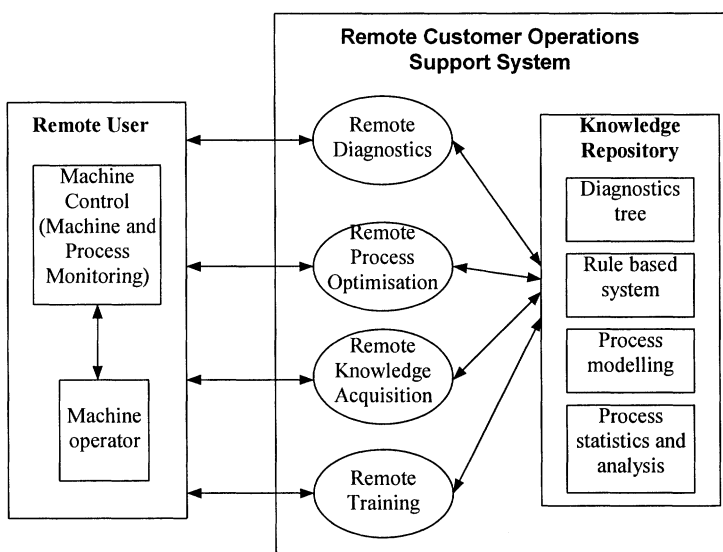 Remote Customer Operations
Support System
Remote User
Machine
Control
(Machine and
Process
Monitoring)
Machine
operator
Remote
Diagnostics
Remote
Process
Optimisation
Remote
Knowledge
Acquisition
Remote
Training
Knowledge
Repository
Diagnostics
tree
Rule based
system
Process
modelling
Process
statistics and
analysis